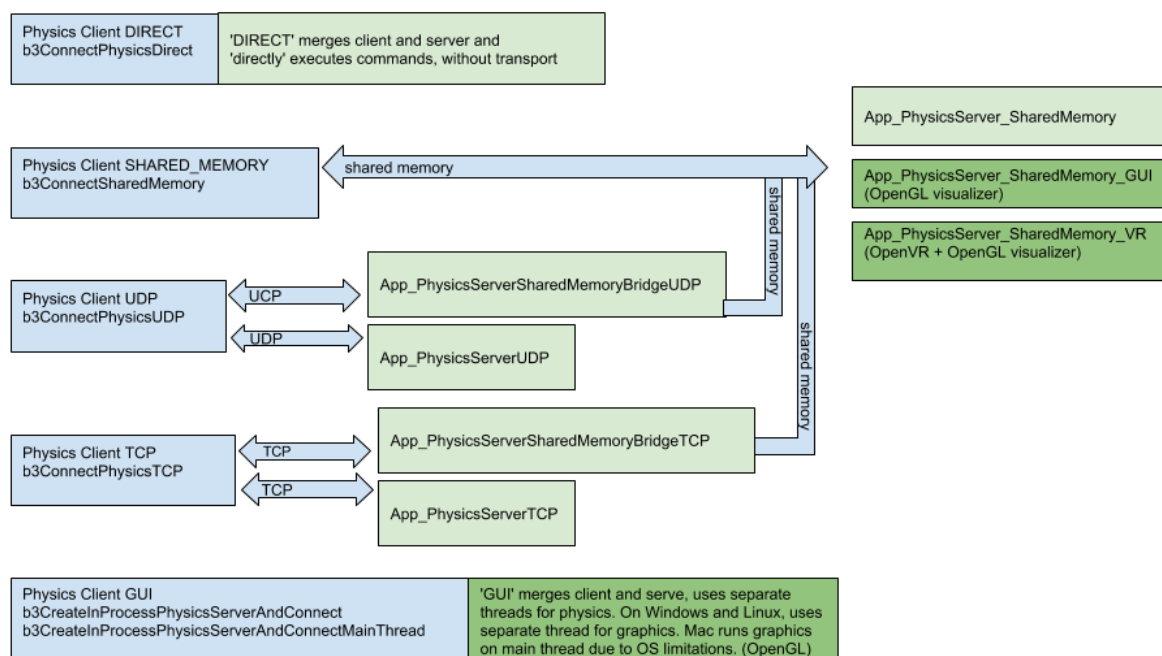 Physics Client DIRECT
b3ConnectPhysicsDirect
'DIRECT' merges client and server and
'directly' executes commands, without transport
App_PhysicsServer_SharedMemory
Physics Client SHARED_MEMORY
b3ConnectSharedMemory
shared memory
App_PhysicsServer_SharedMemory_GUI
(OpenGL visualizer)
App_PhysicsServer_SharedMemory_VR
(OpenVR + OpenGL visualizer)
shared memory
shared memory
Physics Client UDP
b3ConnectPhysicsUDP
UCP
UDP
App_PhysicsServerSharedMemoryBridgeUDP
App_PhysicsServerUDP
Physics Client TCP
b3ConnectPhysicsTCP
TCP
TCP
App_PhysicsServerSharedMemoryBridgeTCP
App_PhysicsServerTCP
Physics Client GUI
b3CreateInProcessPhysicsServerAndConnect
b3CreateInProcessPhysicsServerAndConnectMainThread
'GUI' merges client and serve, uses separate
threads for physics. On Windows and Linux, uses
separate thread for graphics. Mac runs graphics
on main thread due to OS limitations. (OpenGL)